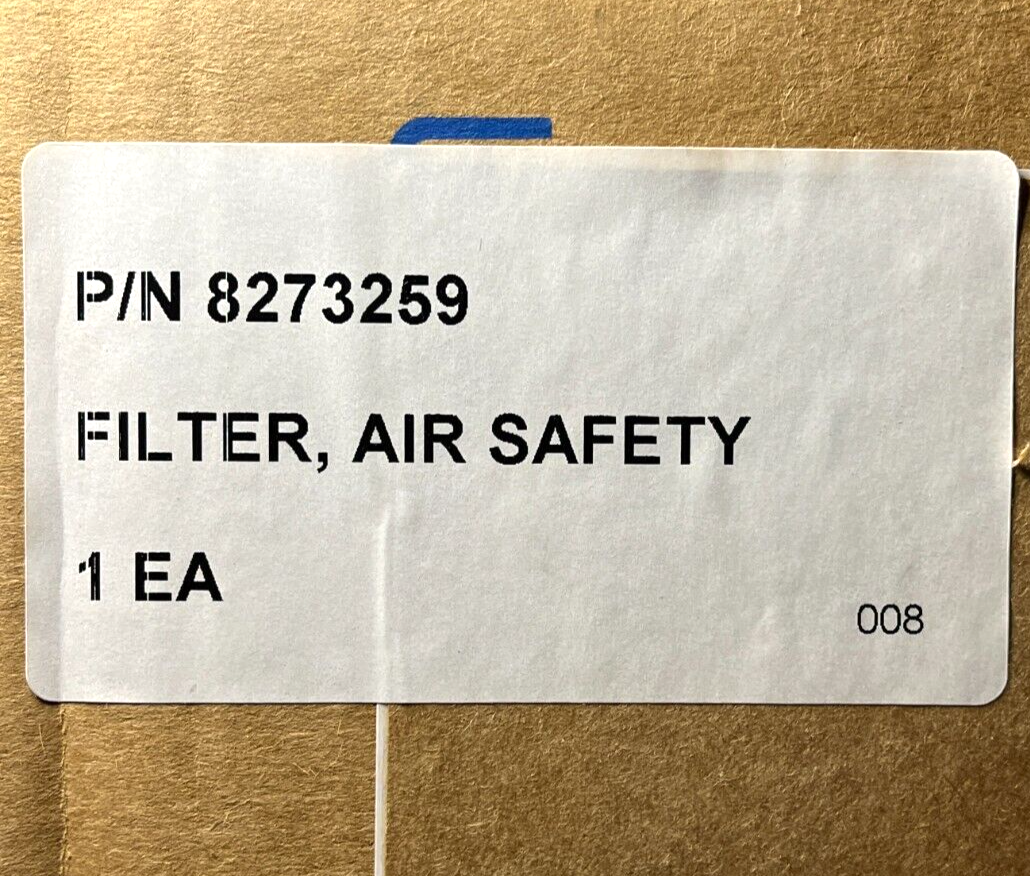 P/N 8273259
FILTER, AIR SAFETY
1 EA
008